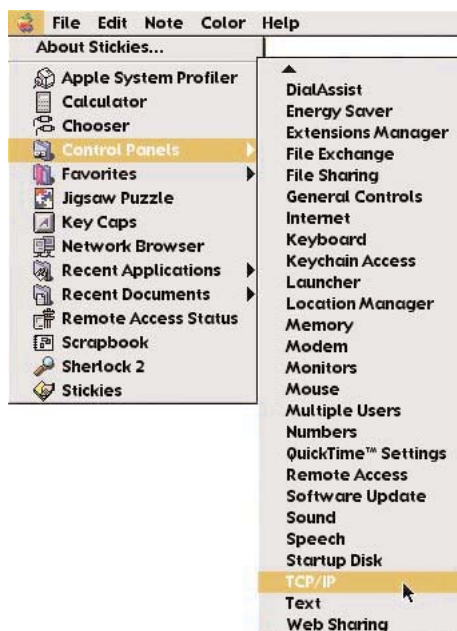 File Edit Note Color Help
About Stickies...
Apple System Profiler
Calculator
Chooser
Control Panels
Favorites
Jigsaw Puzzle
Key Caps
Network Browser
Recent Applications
Recent Documents
Remote Access Status
Scrapbook
Sherlock 2
Stickies
DialAssist
Energy Saver
Extensions Manager
File Exchange
File Sharing
General Controls
Internet
Keyboard
Keychain Access
Launcher
Location Manager
Memory
Modem
Monitors
Mouse
Multiple Users
Numbers
QuickTime™ Settings
Remote Access
Software Update
Sound
Speech
Startup Disk
TCP/IP
Text
Web Sharing